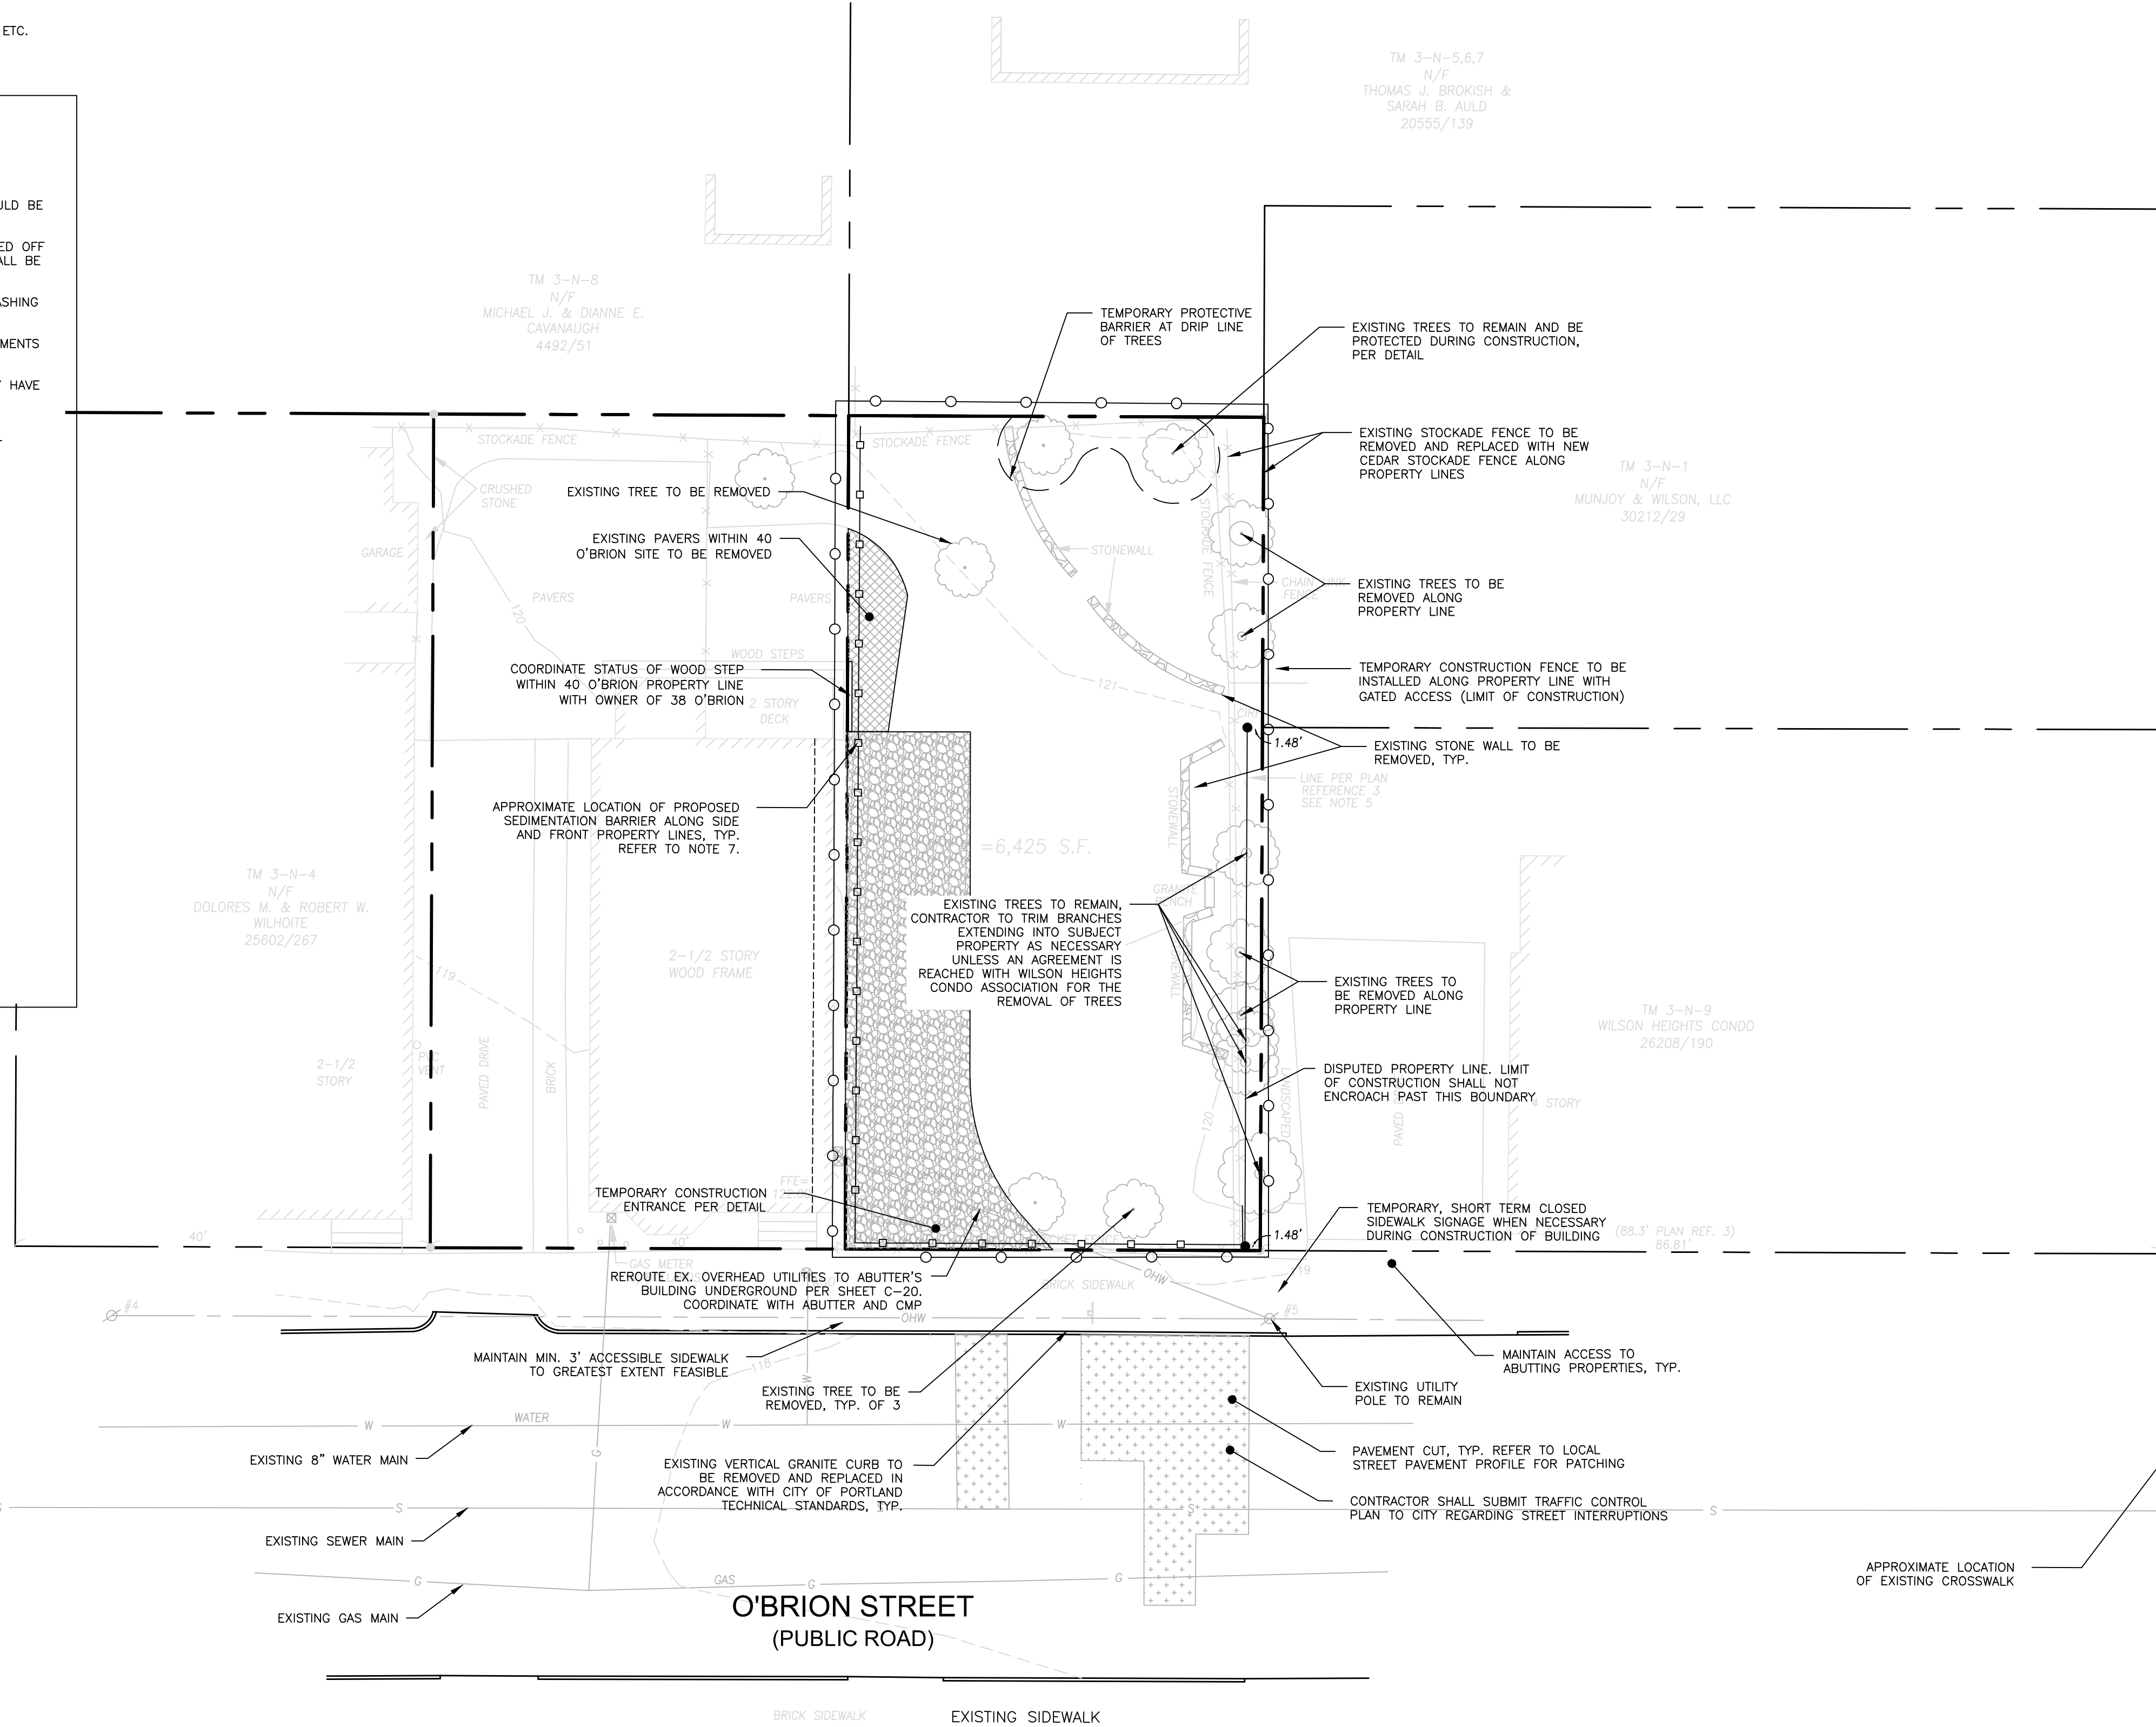 ETC.
ULD BE
ED OFF
ALL BE
ASHING
MENTS
HAVE
TM 3-N-5,6,7
N/F
THOMAS J. BROKISH &
SARAH B. AULD
20555/139
TM 3-N-8
N/F
MICHAEL J. & DIANNE E.
CAVANAUGH
4492/51
TEMPORARY PROTECTIVE
BARRIER AT DRIP LINE
OF TREES
EXISTING TREES TO REMAIN AND BE
PROTECTED DURING CONSTRUCTION,
PER DETAIL
STOCKADE FENCE
STOCKADE FENCE
EXISTING STOCKADE FENCE TO BE
REMOVED AND REPLACED WITH NEW
CEDAR STOCKADE FENCE ALONG
PROPERTY LINES
TM 3-N-1
N/F
MUNJOY & WILSON, LLC
30212/29
CRUSHED
STONE
EXISTING TREE TO BE REMOVED
GARAGE
EXISTING PAVERS WITHIN 40
O'BRION SITE TO BE REMOVED
STONEWALL
STOCKADE FENCE
CHAIN LINK
FENCE
EXISTING TREES TO BE
REMOVED ALONG
PROPERTY LINE
120
PAVERS
PAVERS
WOOD STEPS
COORDINATE STATUS OF WOOD STEP
WITHIN 40 O'BRION PROPERTY LINE
WITH OWNER OF 38 O'BRION
2 STORY
DECK
121
TEMPORARY CONSTRUCTION FENCE TO BE
INSTALLED ALONG PROPERTY LINE WITH
GATED ACCESS (LIMIT OF CONSTRUCTION)
1.48'
EXISTING STONE WALL TO BE
REMOVED, TYP.
LINE PER PLAN
REFERENCE 3
SEE NOTE 5
STONEWALL
APPROXIMATE LOCATION OF PROPOSED
SEDIMENTATION BARRIER ALONG SIDE
AND FRONT PROPERTY LINES, TYP.
REFER TO NOTE 7.
=6,425 S.F.
TM 3-N-4
N/F
DOLORES M. & ROBERT W.
WILHOITE
25602/267
GRANITE
BENCH
EXISTING TREES TO REMAIN,
CONTRACTOR TO TRIM BRANCHES
EXTENDING INTO SUBJECT
PROPERTY AS NECESSARY
UNLESS AN AGREEMENT IS
REACHED WITH WILSON HEIGHTS
CONDO ASSOCIATION FOR THE
REMOVAL OF TREES
2-1/2 STORY
WOOD FRAME
119
EXISTING TREES TO
BE REMOVED ALONG
PROPERTY LINE
TM 3-N-9
WILSON HEIGHTS CONDO
26208/190
2-1/2
STORY
VENT
PAVED DRIVE
BRICK
DISPUTED PROPERTY LINE. LIMIT
OF CONSTRUCTION SHALL NOT
ENCROACH PAST THIS BOUNDARY
LANDSCAPED
PAVED
4 STORY
120
FFE=
TEMPORARY CONSTRUCTION
ENTRANCE PER DETAIL
TEMPORARY, SHORT TERM CLOSED
SIDEWALK SIGNAGE WHEN NECESSARY
DURING CONSTRUCTION OF BUILDING
(88.3' PLAN REF. 3)
86.81'
40'
40'
1.48'
GAS METER
REROUTE EX. OVERHEAD UTILITIES TO ABUTTER'S
BUILDING UNDERGROUND PER SHEET C-20.
COORDINATE WITH ABUTTER AND CMP
BRICK SIDEWALK
OHW
119
#4
OHW
#5
MAINTAIN MIN. 3' ACCESSIBLE SIDEWALK
TO GREATEST EXTENT FEASIBLE
118
MAINTAIN ACCESS TO
ABUTTING PROPERTIES, TYP.
EXISTING TREE TO BE
REMOVED, TYP. OF 3
EXISTING UTILITY
POLE TO REMAIN
W
W
WATER
W
W
EXISTING 8" WATER MAIN
G
EXISTING VERTICAL GRANITE CURB TO
BE REMOVED AND REPLACED IN
ACCORDANCE WITH CITY OF PORTLAND
TECHNICAL STANDARDS, TYP.
PAVEMENT CUT, TYP. REFER TO LOCAL
STREET PAVEMENT PROFILE FOR PATCHING
CONTRACTOR SHALL SUBMIT TRAFFIC CONTROL
PLAN TO CITY REGARDING STREET INTERRUPTIONS
S
S
S
S
S
EXISTING SEWER MAIN
G
GAS
G
G
EXISTING GAS MAIN
APPROXIMATE LOCATION
OF EXISTING CROSSWALK
O'BRION STREET
(PUBLIC ROAD)
BRICK SIDEWALK
EXISTING SIDEWALK